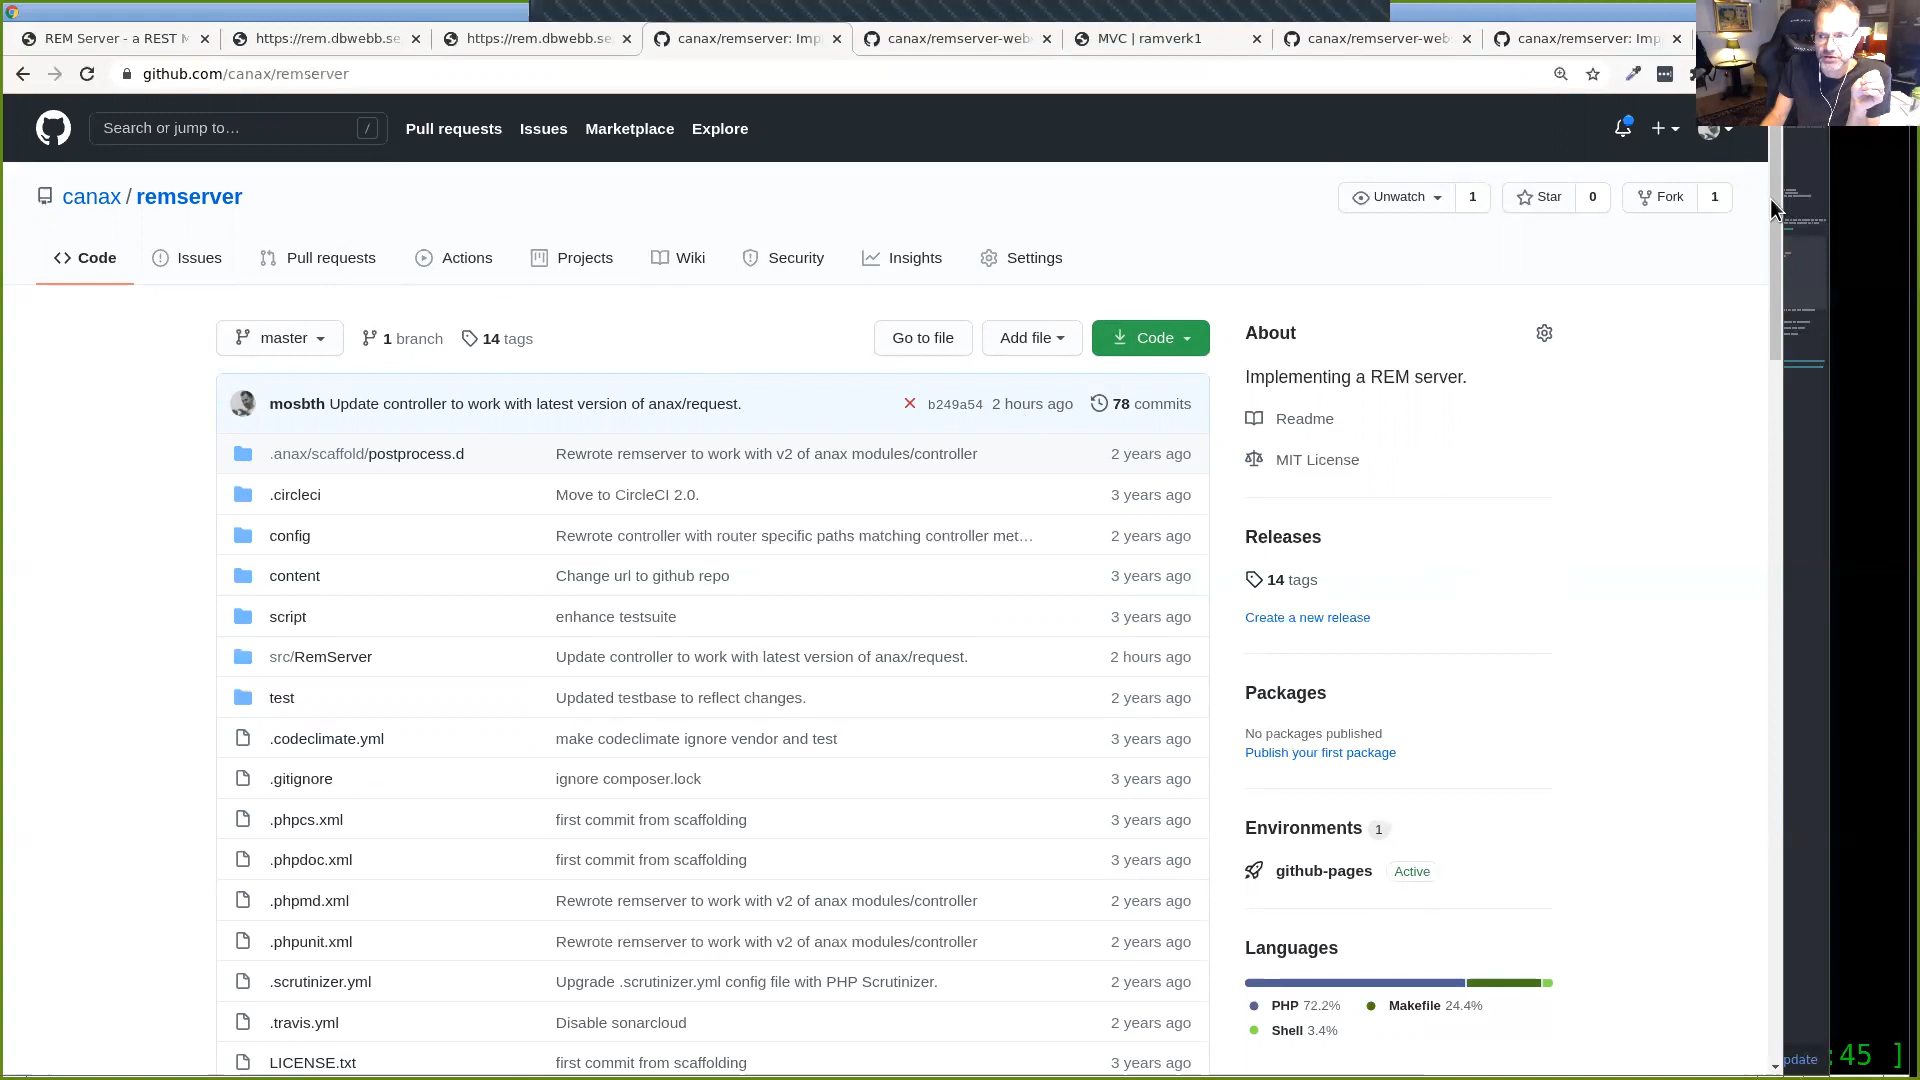 REM Server - a REST
https://rem.dbwebb.se
https://rem.dbwebb.se
canax/remserver: Imp
canax/remserver-web
MVC | ramverk1
canax/remserver-web
canax/remserver: Imp
github.com/canax/remserver
Search or jump to…
/
Pull requests
Issues
Marketplace
Explore
canax / remserver
Unwatch 1
Star 0
Fork 1
Code
Issues
Pull requests
Actions
Projects
Wiki
Security
Insights
Settings
master
1 branch
14 tags
Go to file
Add file
Code
mosbth Update controller to work with latest version of anax/request.
b249a54 2 hours ago
78 commits
.anax/scaffold/postprocess.d Rewrote remserver to work with v2 of anax modules/controller 2 years ago
.circleci Move to CircleCI 2.0. 3 years ago
config Rewrote controller with router specific paths matching controller met… 2 years ago
content Change url to github repo 3 years ago
script enhance testsuite 3 years ago
src/RemServer Update controller to work with latest version of anax/request. 2 hours ago
test Updated testbase to reflect changes. 2 years ago
.codeclimate.yml make codeclimate ignore vendor and test 3 years ago
.gitignore ignore composer.lock 3 years ago
.phpcs.xml first commit from scaffolding 3 years ago
.phpdoc.xml first commit from scaffolding 3 years ago
.phpmd.xml Rewrote remserver to work with v2 of anax modules/controller 2 years ago
.phpunit.xml Rewrote remserver to work with v2 of anax modules/controller 2 years ago
.scrutinizer.yml Upgrade .scrutinizer.yml config file with PHP Scrutinizer. 2 years ago
.travis.yml Disable sonarcloud 2 years ago
LICENSE.txt first commit from scaffolding 3 years ago
About
Implementing a REM server.
Readme
MIT License
Releases
14 tags
Create a new release
Packages
No packages published
Publish your first package
Environments 1
github-pages Active
Languages
PHP 72.2%
Makefile 24.4%
Shell 3.4%
pdate
:45 ]